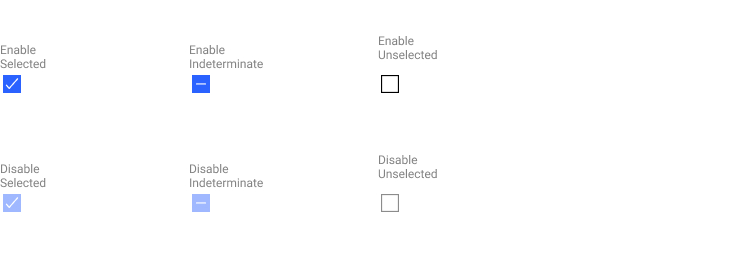 Enable
Selected
Enable
Indeterminate
Enable
Unselected
Disable
Selected
Disable
Indeterminate
Disable
Unselected